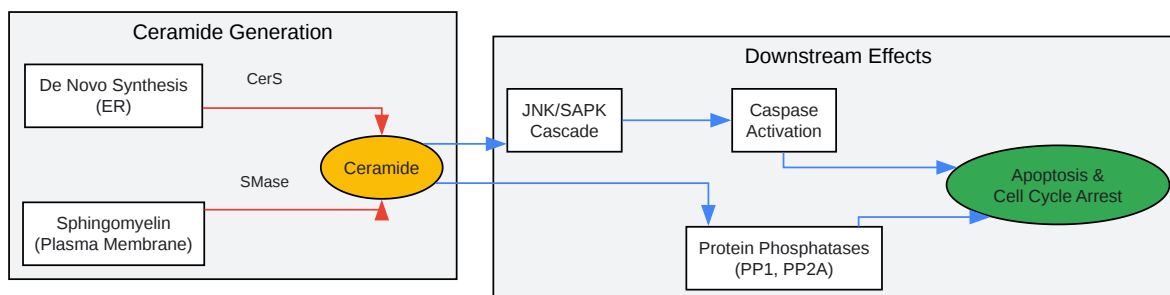 Ceramide Generation
De Novo Synthesis
(ER)
CerS
Ceramide
SMase
Sphingomyelin
(Plasma Membrane)
Downstream Effects
JNK/SAPK
Cascade
Caspase
Activation
Apoptosis &
Cell Cycle Arrest
Protein Phosphatases
(PP1, PP2A)